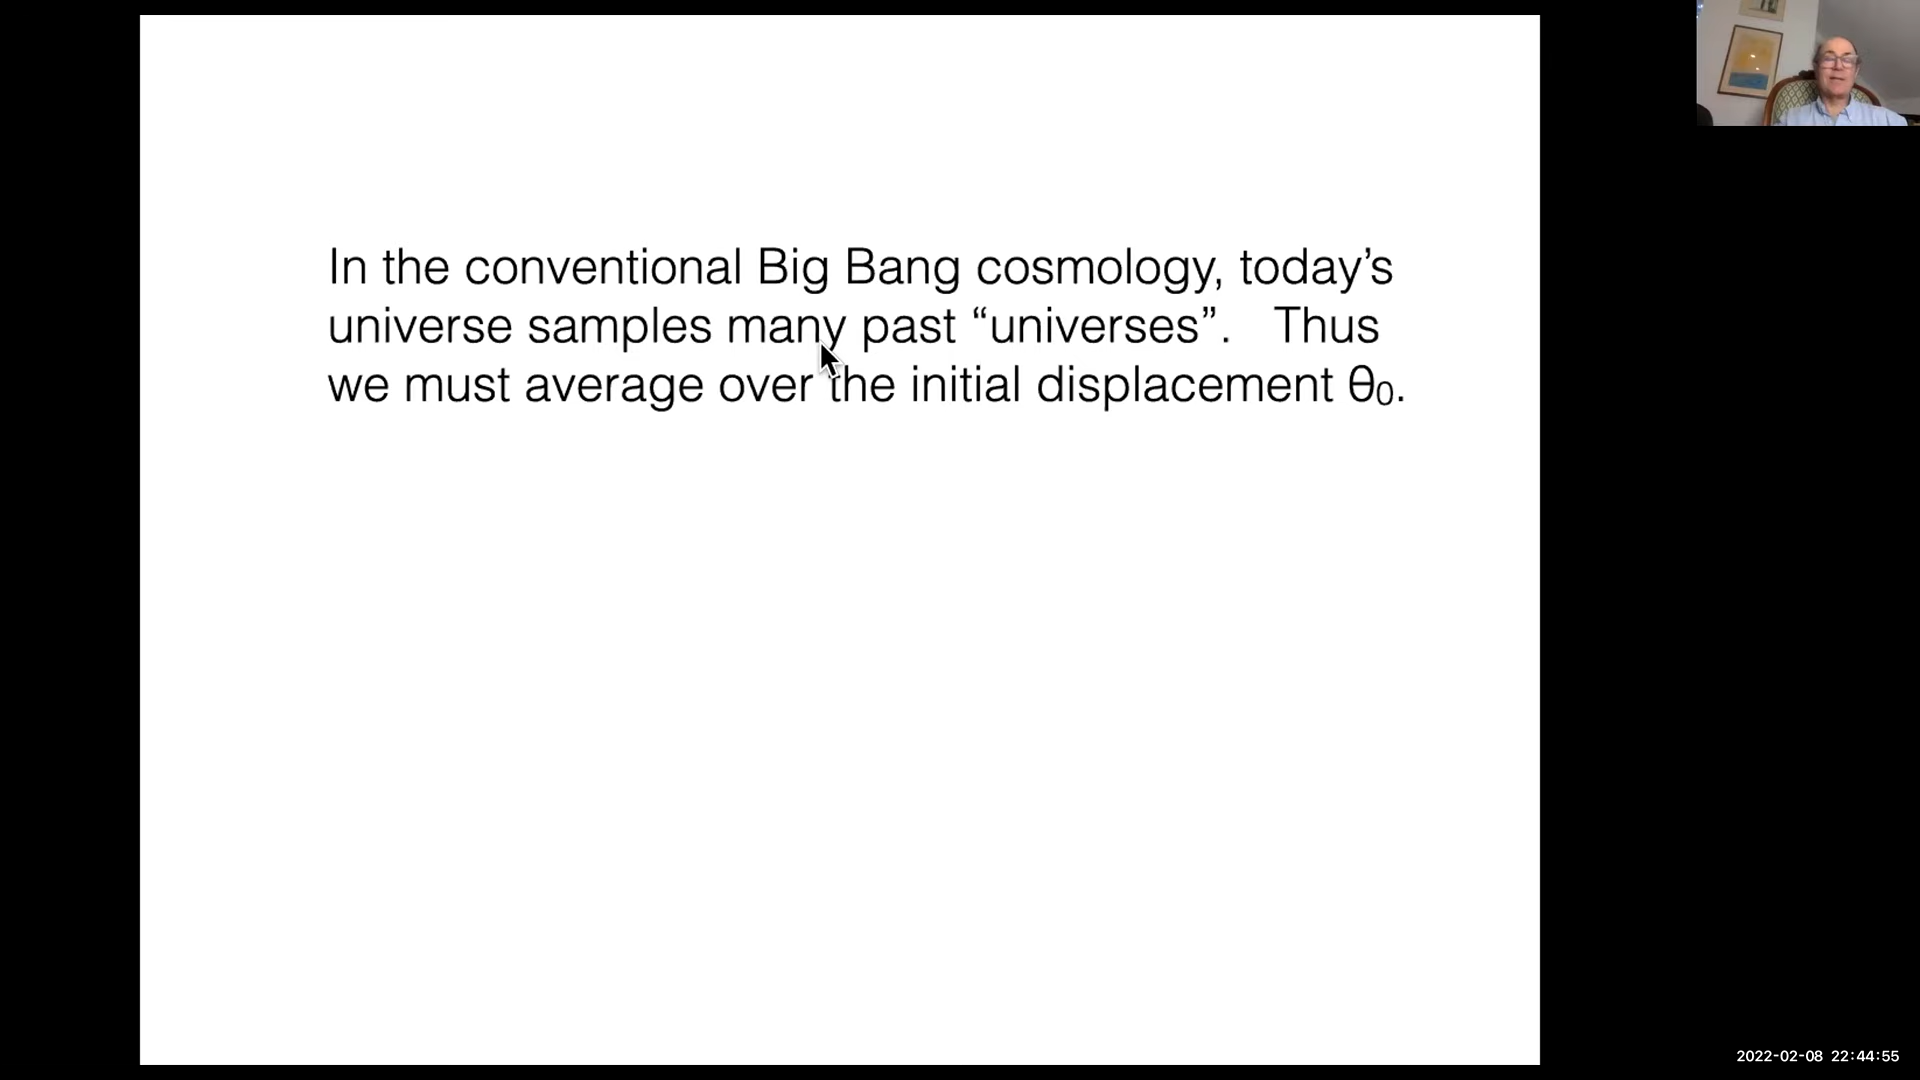 In the conventional Big Bang cosmology, today’s
universe samples many past “universes”.   Thus
we must average over the initial displacement θ₀.
2022-02-08 22:44:55